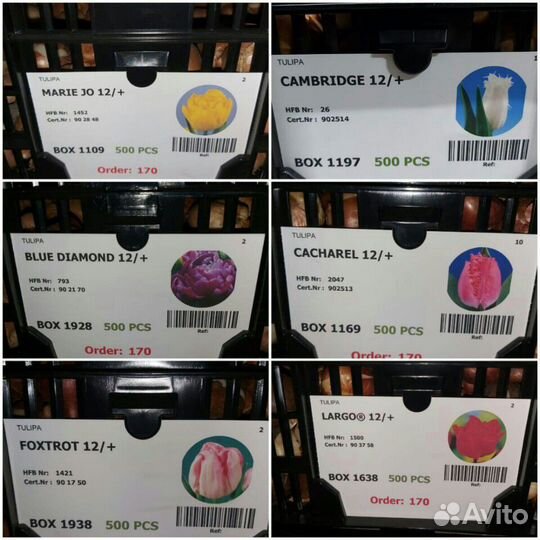 TULIPA 2
MARIE JO 12/+
HFB Nr: 1452
Cert.Nr : 90 28 48
BOX 1109 500 PCS
Ref:
Order: 170
CAMBRIDGE 12/+
HFB Nr: 26
Cert.Nr : 902514
BOX 1197 500 PCS
Ref:
TULIPA 2
BLUE DIAMOND 12/+
HFB Nr: 793
Cert.Nr: 90 21 70
BOX 1928 500 PCS
Ref:
Order: 170
TULIPA 10
CACHAREL 12/+
HFB Nr: 2047
Cert.Nr : 902513
BOX 1169 500 PCS
Ref:
Order: 170
TULIPA 2
FOXTROT 12/+
HFB Nr: 1421
Cert.Nr : 90 17 50
BOX 1938 500 PCS
Ref:
TULIPA 2
LARGO® 12/+
HFB Nr: 1500
Cert.Nr : 90 37 58
BOX 1638 500 PCS
Ref:
Order: 170
Avito